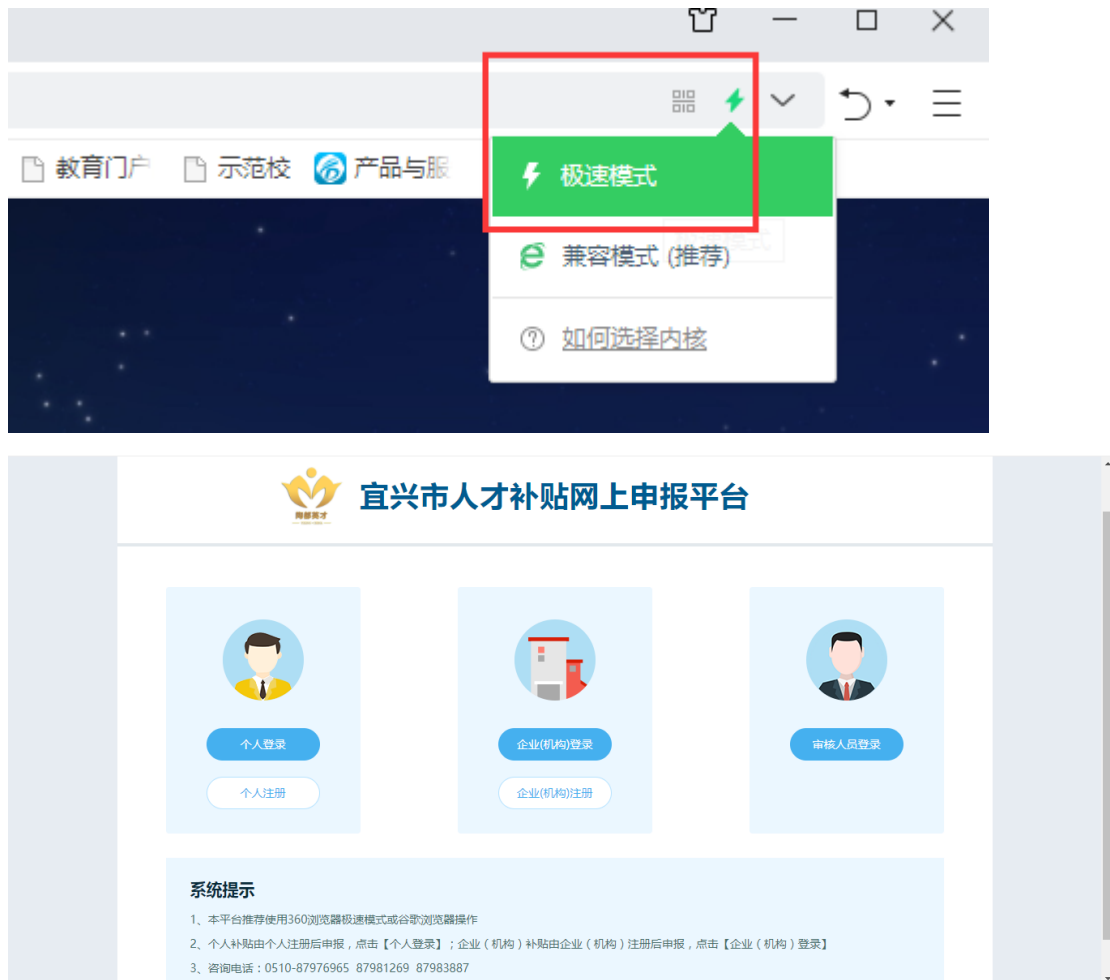 教育门户
示范校
产品与服
极速模式
兼容模式 (推荐)
如何选择内核
陶都英才
宜兴市人才补贴网上申报平台
个人登录
企业(机构)登录
审核人员登录
个人注册
企业(机构)注册
系统提示
1、本平台推荐使用360浏览器极速模式或谷歌浏览器操作
2、个人补贴由个人注册后申报，点击【个人登录】；企业（机构）补贴由企业（机构）注册后申报，点击【企业（机构）登录】
3、咨询电话：0510-87976965 87981269 87983887